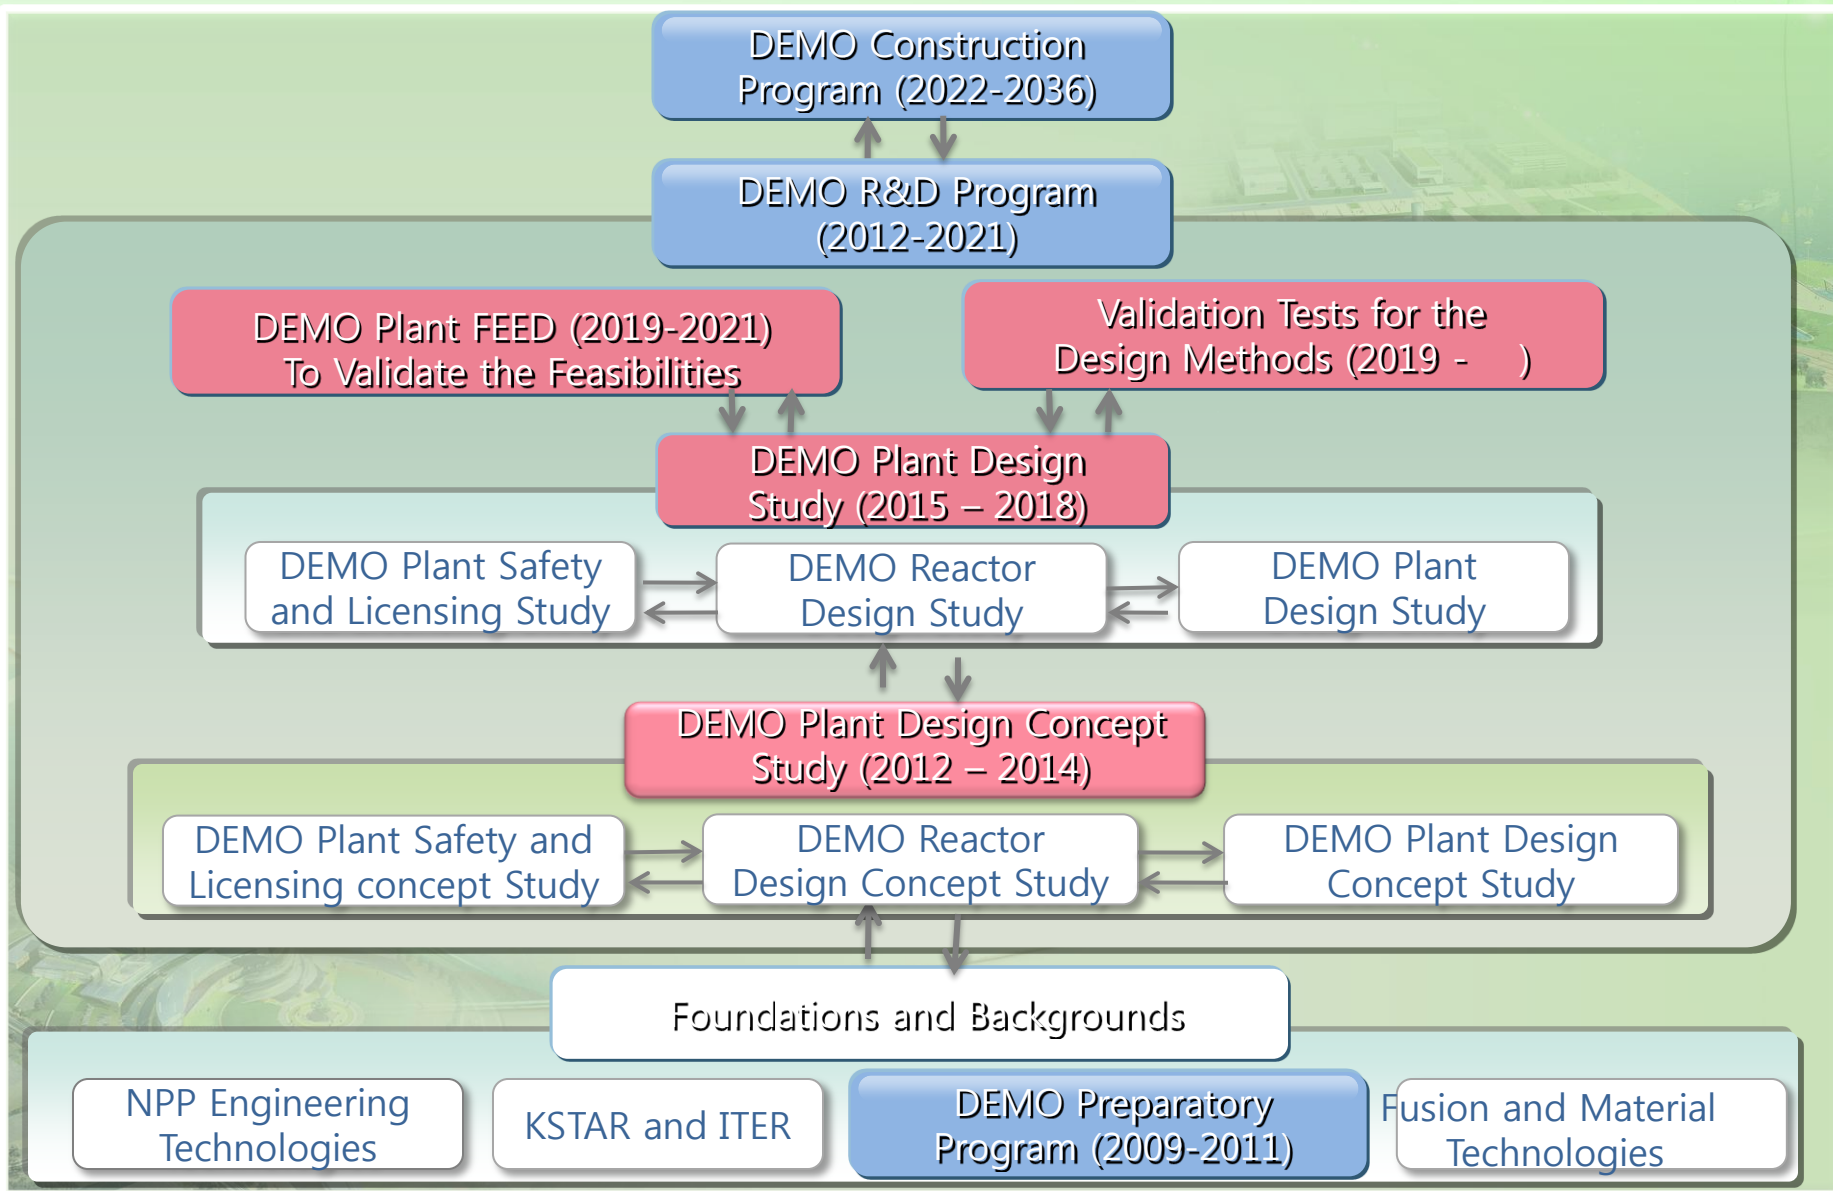 DEMO Construction
Program (2022-2036)
DEMO R&D Program
(2012-2021)
DEMO Plant FEED (2019-2021)
To Validate the Feasibilities
Validation Tests for the
Design Methods (2019 -     )
DEMO Plant Design
Study (2015 – 2018)
DEMO Plant Safety
and Licensing Study
DEMO Reactor
Design Study
DEMO Plant
Design Study
DEMO Plant Design Concept
Study (2012 – 2014)
DEMO Plant Safety and
Licensing concept Study
DEMO Reactor
Design Concept Study
DEMO Plant Design
Concept Study
Foundations and Backgrounds
NPP Engineering
Technologies
KSTAR and ITER
DEMO Preparatory
Program (2009-2011)
Fusion and Material
Technologies